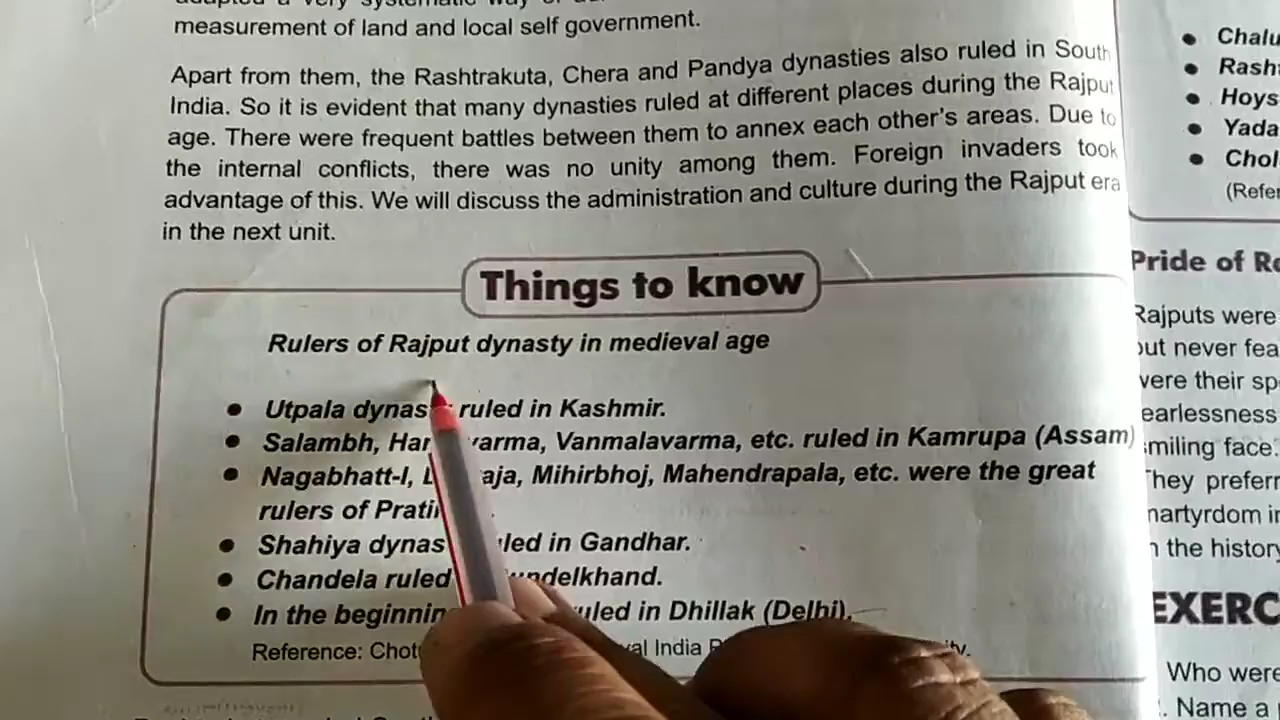 measurement of land and local self government.
Apart from them, the Rashtrakuta, Chera and Pandya dynasties also ruled in South
India. So it is evident that many dynasties ruled at different places during the Rajput
age. There were frequent battles between them to annex each other's areas. Due to
the internal conflicts, there was no unity among them. Foreign invaders took
advantage of this. We will discuss the administration and culture during the Rajput era
in the next unit.
Things to know
Rulers of Rajput dynasty in medieval age
• Utpala dynas ruled in Kashmir.
• Salambh, Har varma, Vanmalavarma, etc. ruled in Kamrupa (Assam)
• Nagabhatt-I, aja, Mihirbhoj, Mahendrapala, etc. were the great
rulers of Prati
• Shahiya dynas led in Gandhar.
• Chandela ruled undelkhand.
• In the beginning ruled in Dhillak (Delhi).
Reference: Chot val India
• Chalu
• Rash
• Hoys
• Yada
• Chol
(Refer
Pride of R
Rajputs were
but never fea
were their sp
earlessness
smiling face.
They preferr
martyrdom i
the history
EXERC
Who were
. Name a